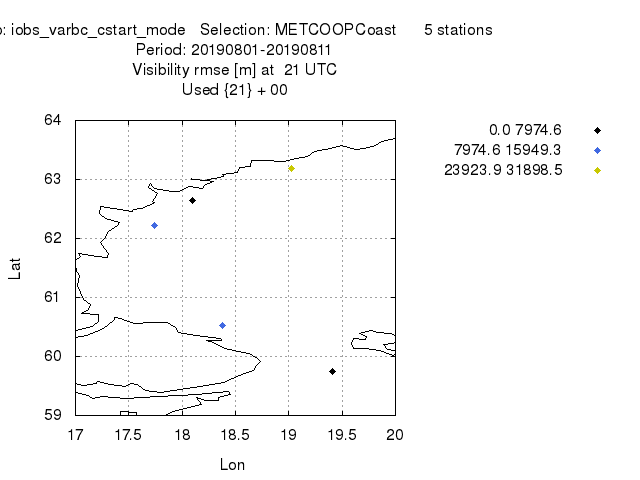 : iobs_varbc_cstart_mode Selection: METCOOPCoast 5 stations
Period: 20190801-20190811
Visibility rmse [m] at 21 UTC
Used {21} + 00
0.0 7974.6
7974.6 15949.3
23923.9 31898.5
64
63
62
61
60
59
Lat
17 17.5 18 18.5 19 19.5 20
Lon